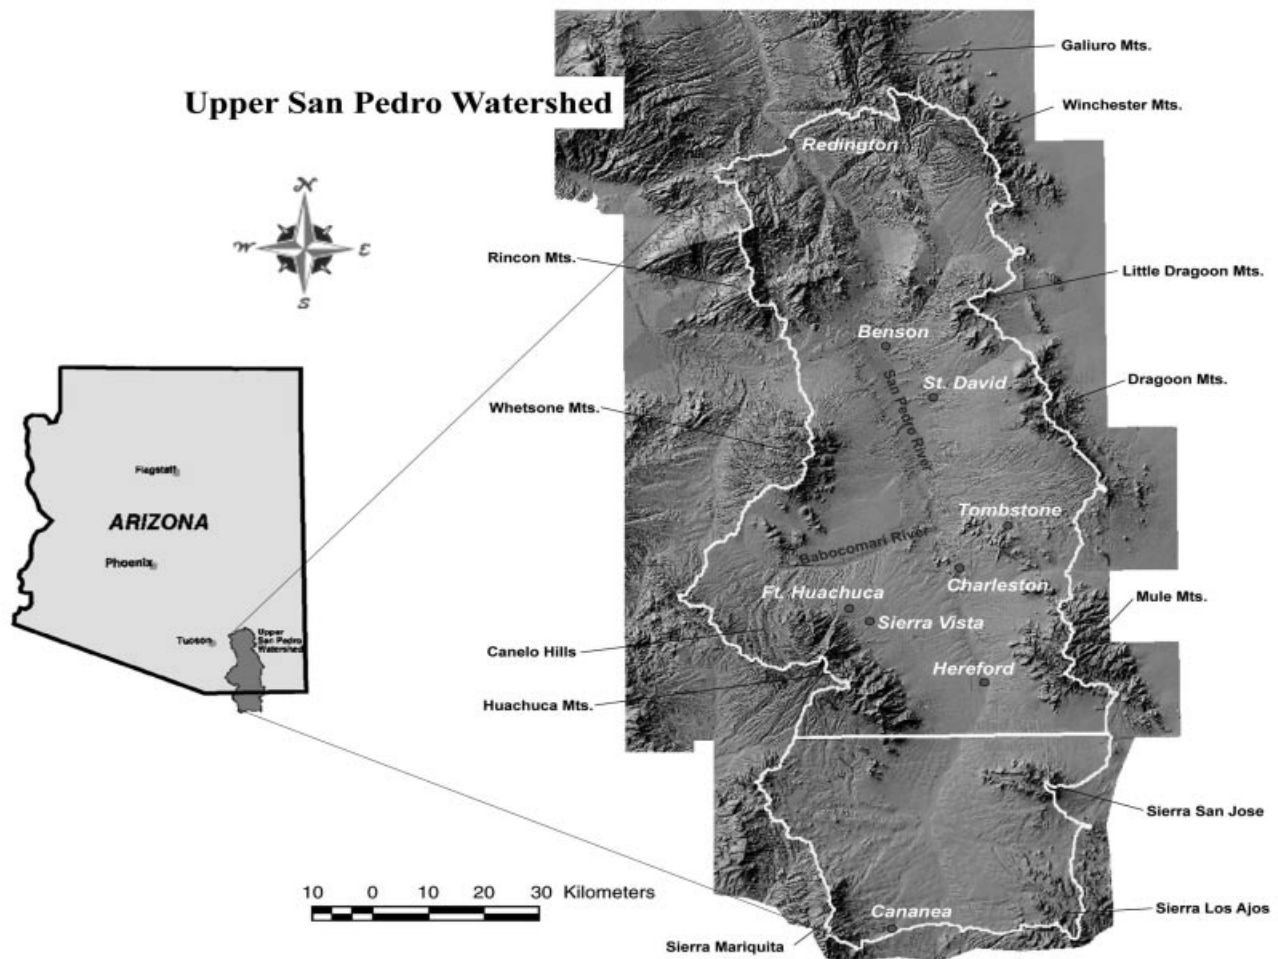 Upper San Pedro Watershed
N
W
E
S
Galiuro Mts.
Winchester Mts.
Redington
Rincon Mts.
Little Dragoon Mts.
Benson
San Pedro River
St. David
Dragoon Mts.
Whetsone Mts.
Tombstone
Babocomari River
Charleston
Ft. Huachuca
Sierra Vista
Mule Mts.
Canelo Hills
Hereford
Huachuca Mts.
Sierra San Jose
Cananea
Sierra Los Ajos
Sierra Mariquita
Flagstaff
ARIZONA
Phoenix
Tucson
Upper
San Pedro
Watershed
10 0 10 20 30 Kilometers